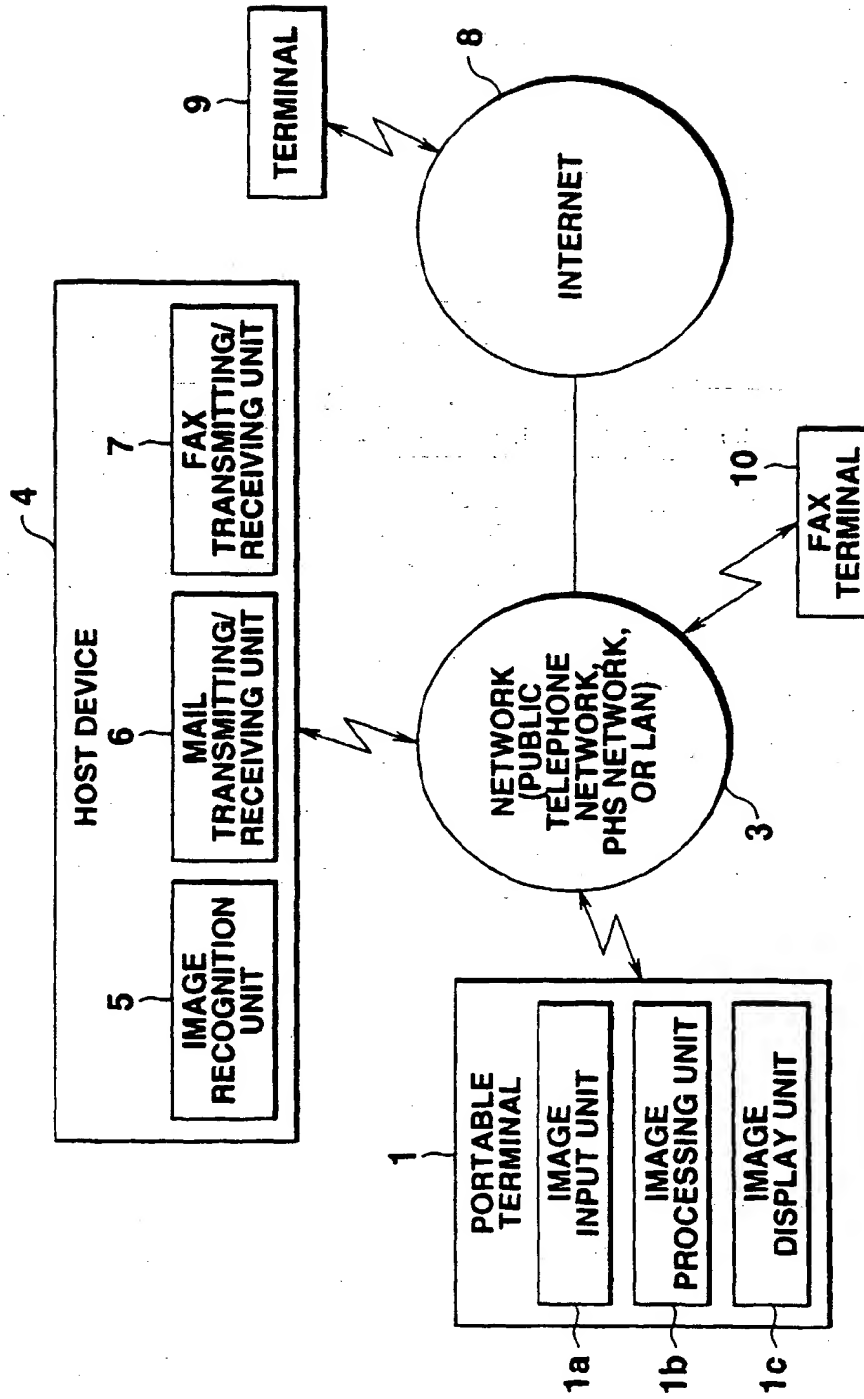 4
HOST DEVICE
5
IMAGE
RECOGNITION
UNIT
6
MAIL
TRANSMITTING/
RECEIVING UNIT
7
FAX
TRANSMITTING/
RECEIVING UNIT
9
TERMINAL
1
PORTABLE
TERMINAL
1a
IMAGE
INPUT UNIT
1b
IMAGE
PROCESSING UNIT
1c
IMAGE
DISPLAY UNIT
NETWORK
(PUBLIC
TELEPHONE
NETWORK,
PHS NETWORK,
OR LAN)
3
INTERNET
8
10
FAX
TERMINAL